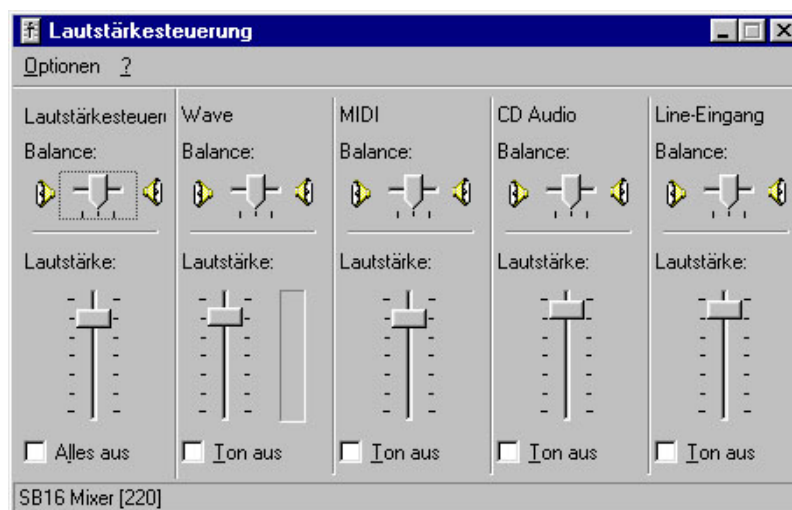 Lautstärkesteuerung
Optionen ?
Lautstärkesteuern Wave MIDI CD Audio Line-Eingang
Balance: Balance: Balance: Balance: Balance:
Lautstärke: Lautstärke: Lautstärke: Lautstärke: Lautstärke:
Alles aus Ton aus Ton aus Ton aus Ton aus
SB16 Mixer [220]